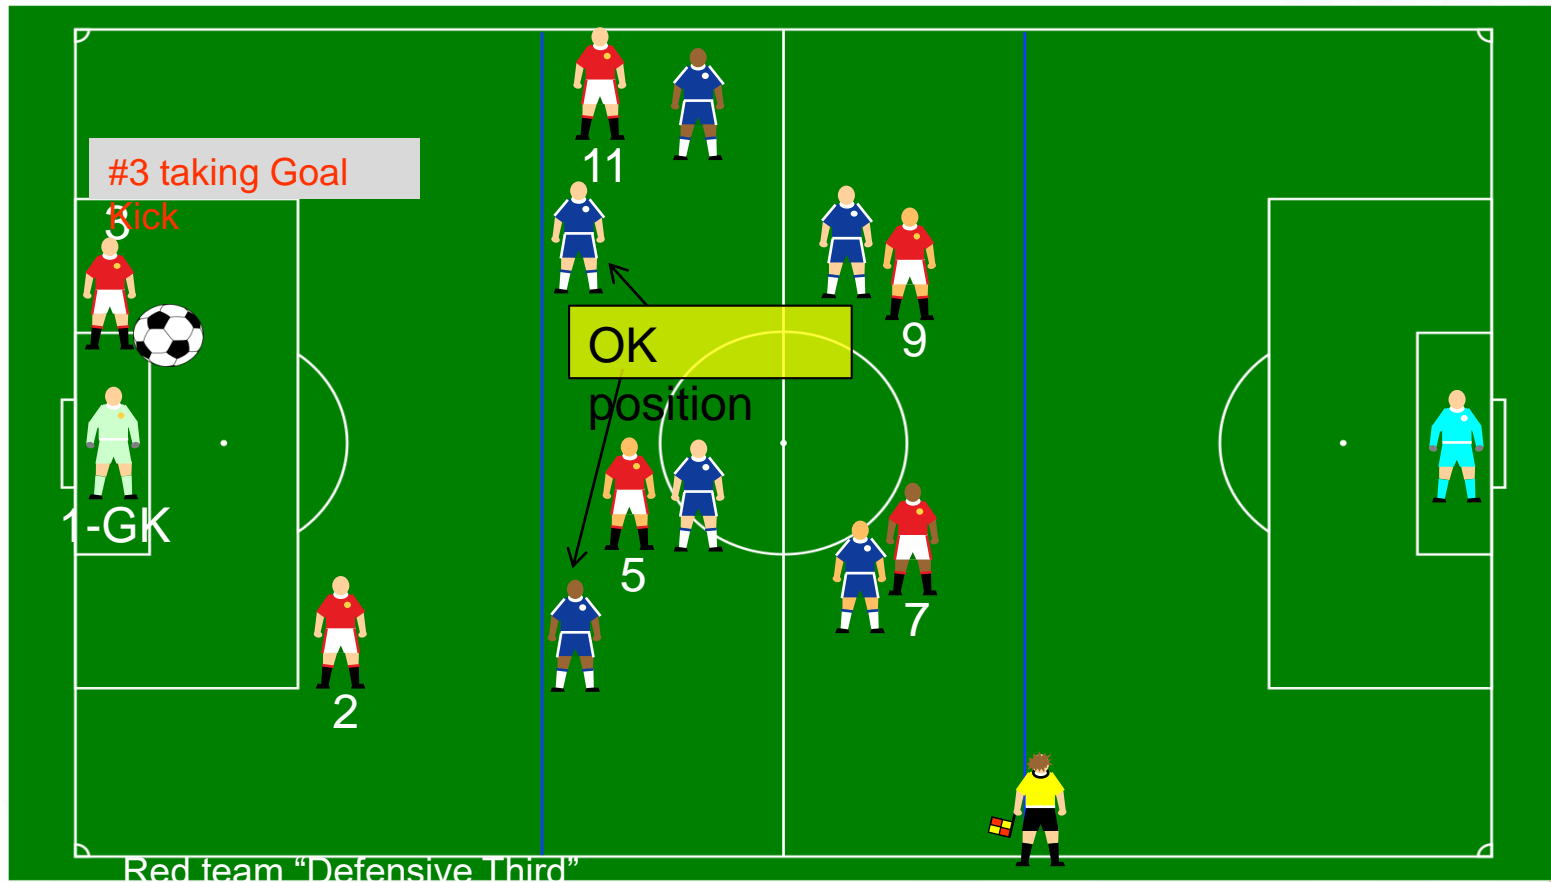 11
#3 taking Goal
Kick
3
9
OK
position
1-GK
5
7
2
Red team “Defensive Third”